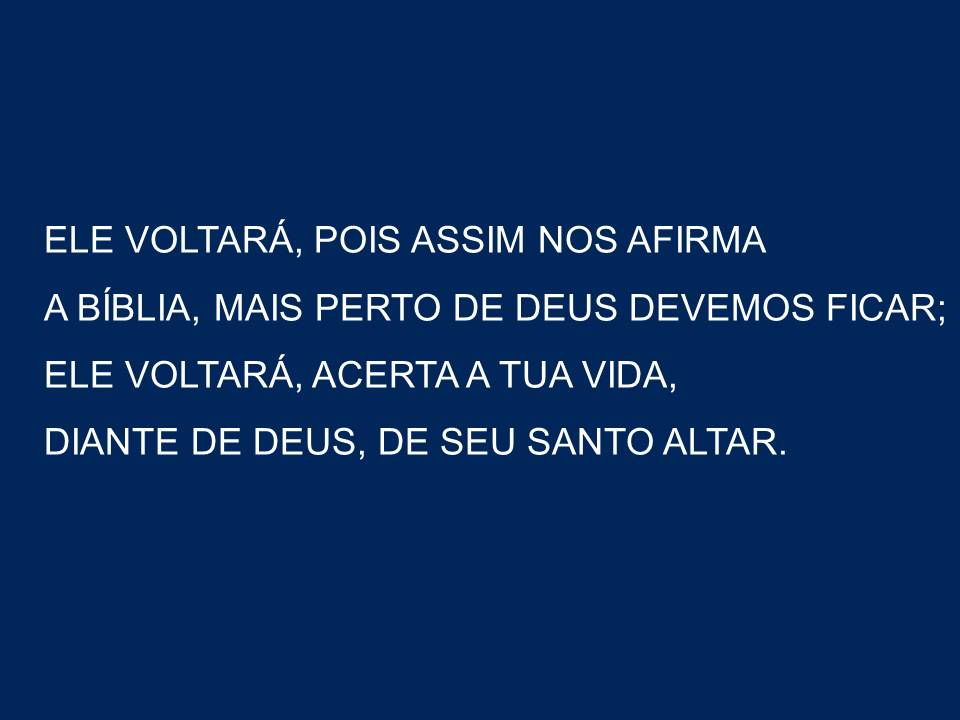 ELE VOLTARÁ, POIS ASSIM NOS AFIRMA
A BÍBLIA, MAIS PERTO DE DEUS DEVEMOS FICAR;
ELE VOLTARÁ, ACERTA A TUA VIDA,
DIANTE DE DEUS, DE SEU SANTO ALTAR.